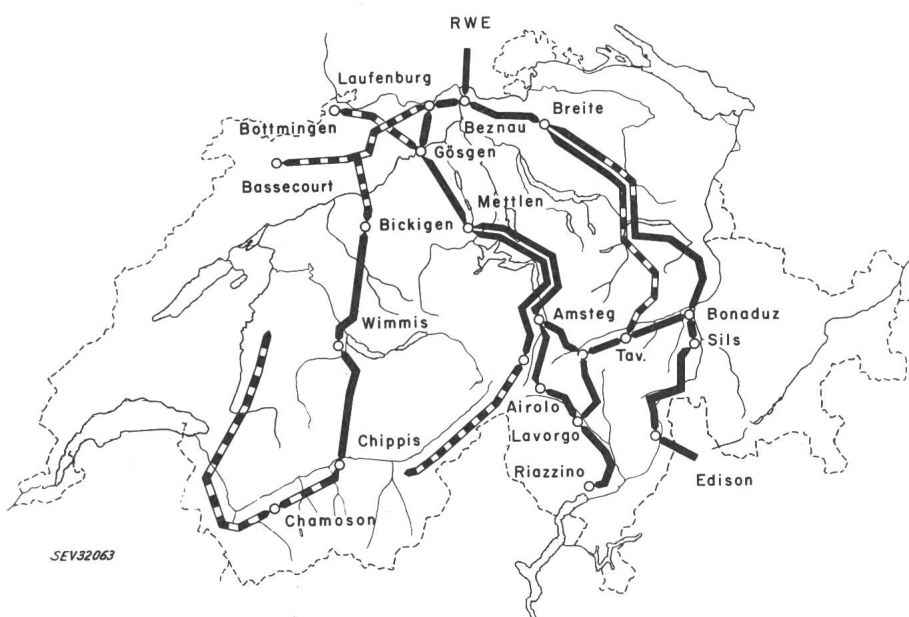 RWE
Laufenburg
Breite
Bottmingen
Beznau
Gösgen
Bassecourt
Mettlen
Bickigen
Amsteg
Bonaduz
Wimmis
Sils
Tav.
Airolo
Lavorgo
Chippis
Riazzino
Edison
Chamoson
SEV32063